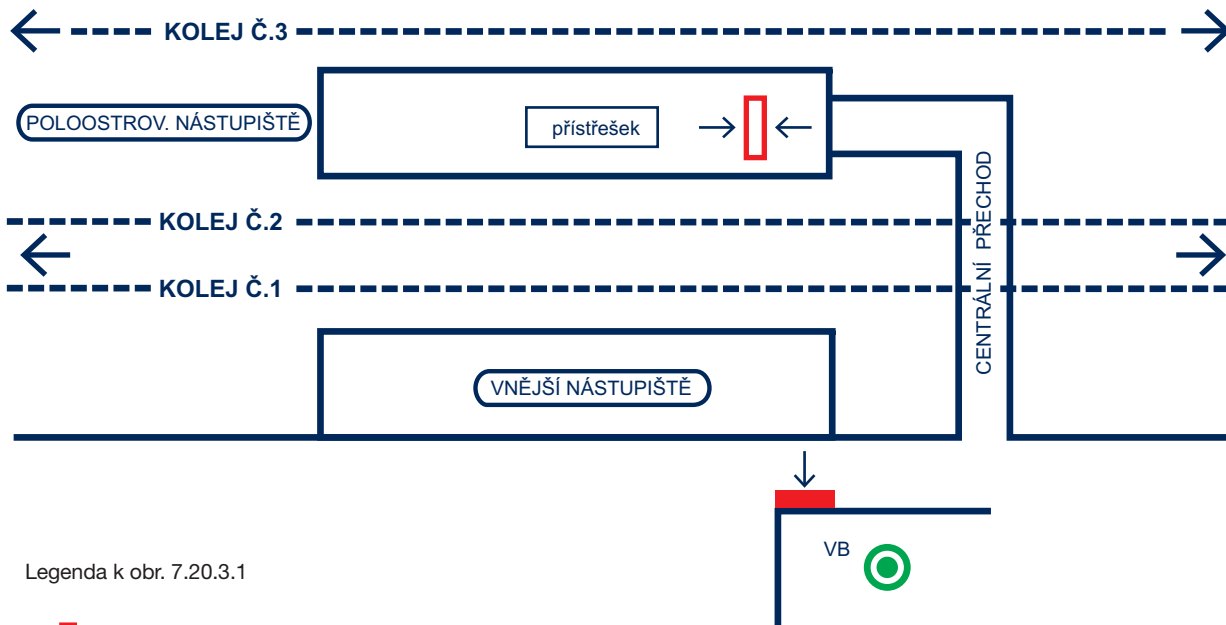 KOLEJ Č.3
POLOOSTROV. NÁSTUPIŠTĚ
přístřešek
CENTRÁLNÍ PŘECHOD
KOLEJ Č.2
KOLEJ Č.1
VNĚJŠÍ NÁSTUPIŠTĚ
VB
Legenda k obr. 7.20.3.1